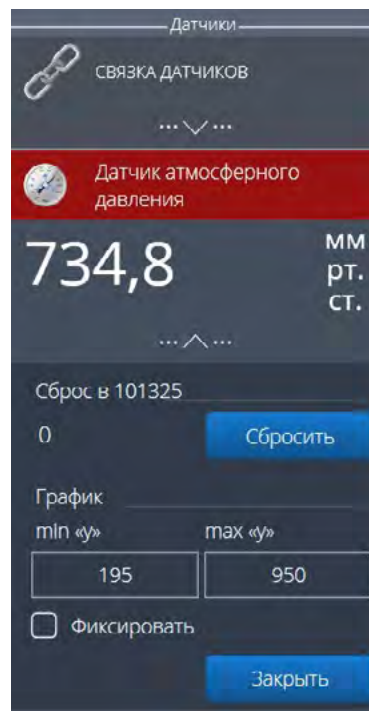 Датчики
СВЯЗКА ДАТЧИКОВ
Датчик атмосферного
давления
734,8
мм
рт.
ст.
Сброс в 101325
0
Сбросить
График
min «у»
max «у»
195
950
Фиксировать
Закрыть